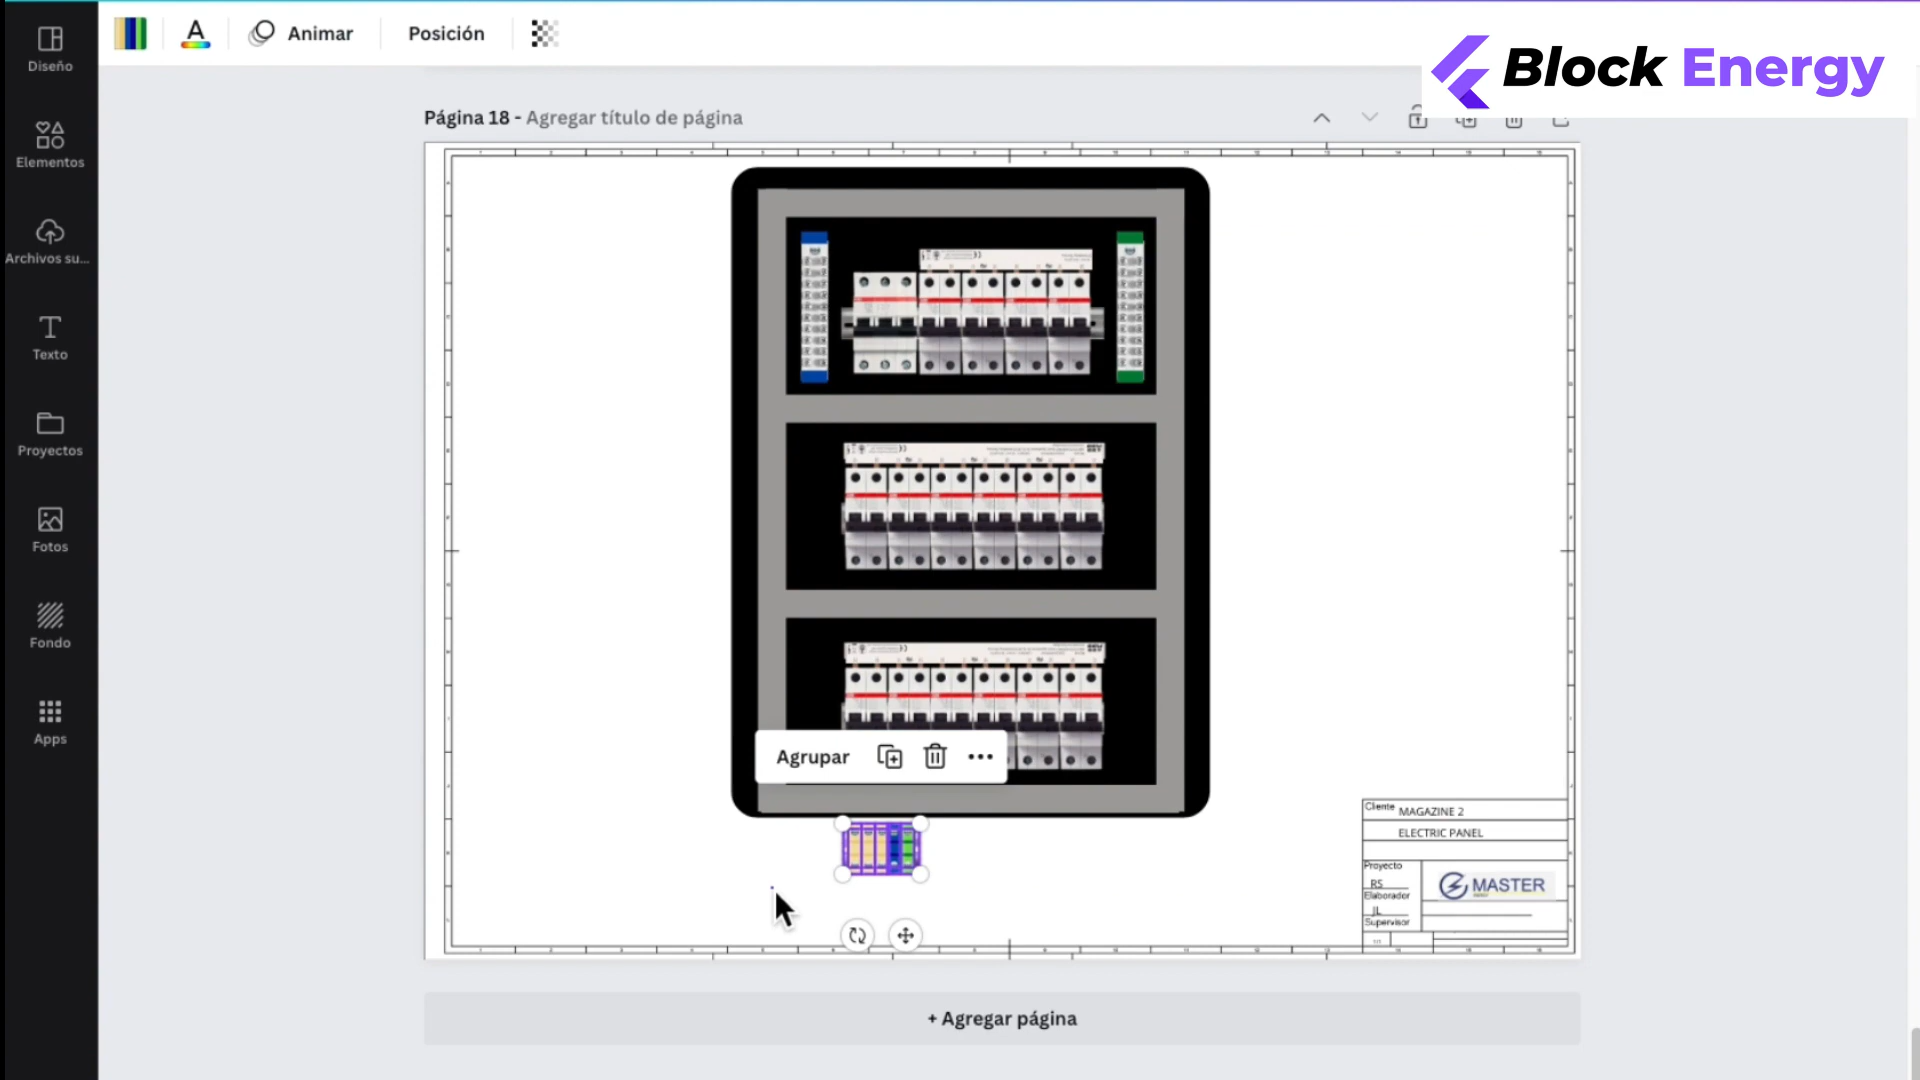 Diseño
Elementos
Archivos su...
Texto
Proyectos
Fotos
Fondo
Apps
Animar
Posición
Block Energy
Página 18 - Agregar título de página
Agrupar
Cliente MAGAZINE 2
ELECTRIC PANEL
Proyecto
RS
Elaborador
JL
Supervisor
MASTER
+ Agregar página